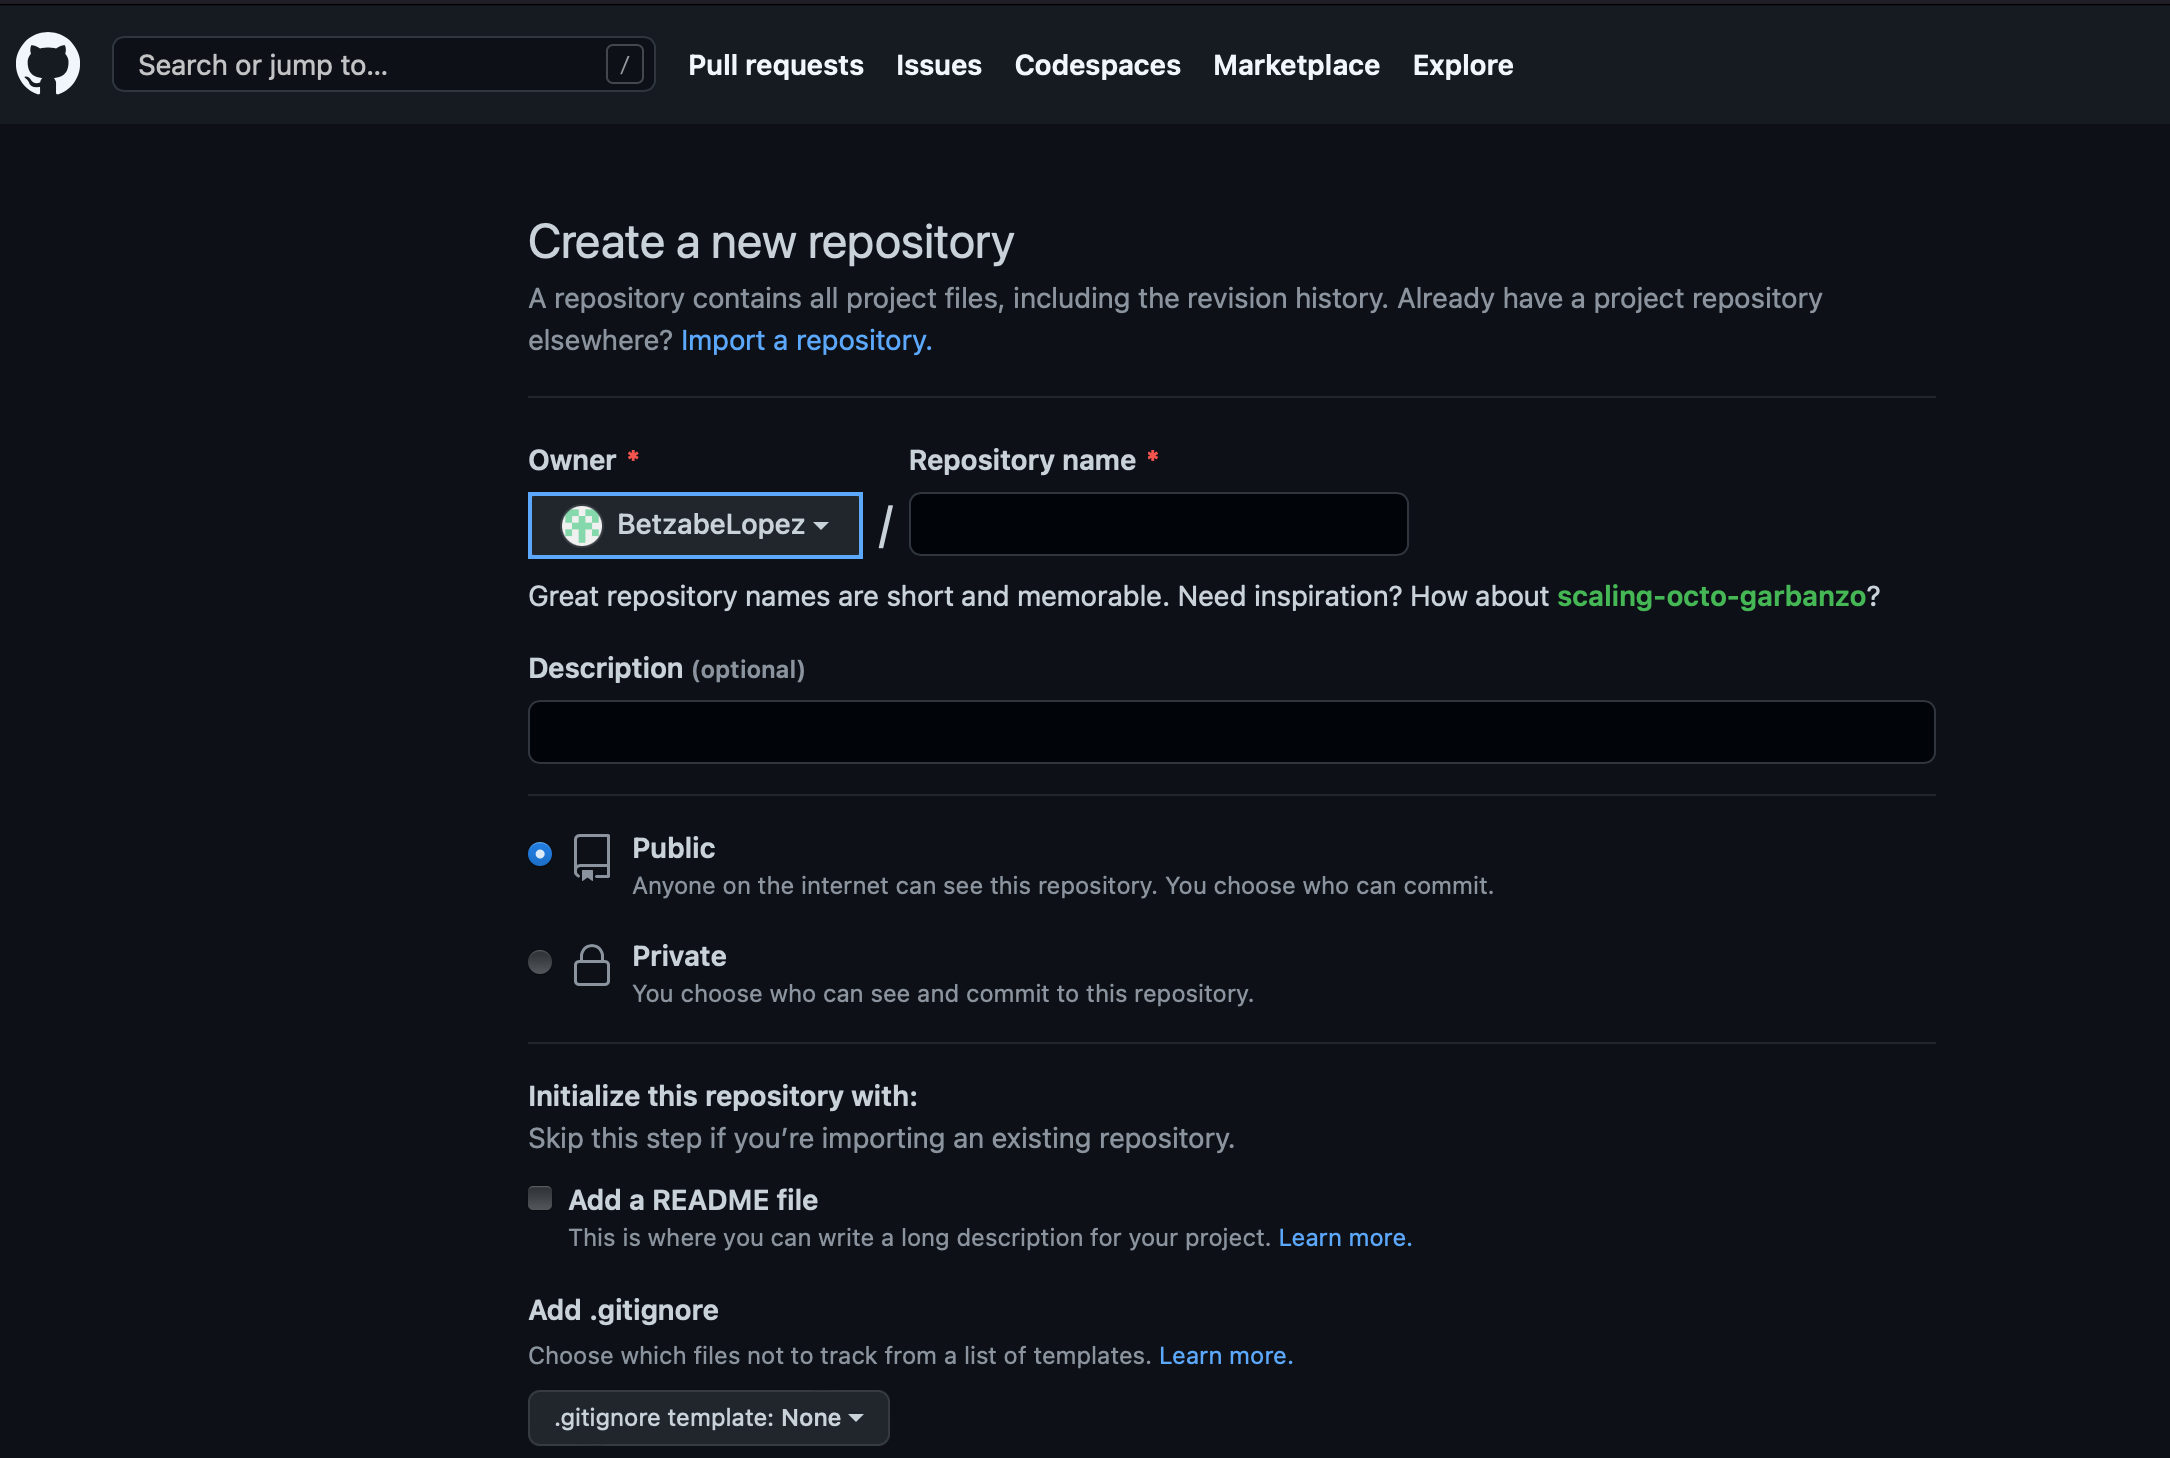 Search or jump to... /
Pull requests Issues Codespaces Marketplace Explore
Create a new repository
A repository contains all project files, including the revision history. Already have a project repository
elsewhere? Import a repository.
Owner * Repository name *
BetzabeLopez /
Great repository names are short and memorable. Need inspiration? How about scaling-octo-garbanzo?
Description (optional)
Public
Anyone on the internet can see this repository. You choose who can commit.
Private
You choose who can see and commit to this repository.
Initialize this repository with:
Skip this step if you’re importing an existing repository.
Add a README file
This is where you can write a long description for your project. Learn more.
Add .gitignore
Choose which files not to track from a list of templates. Learn more.
.gitignore template: None